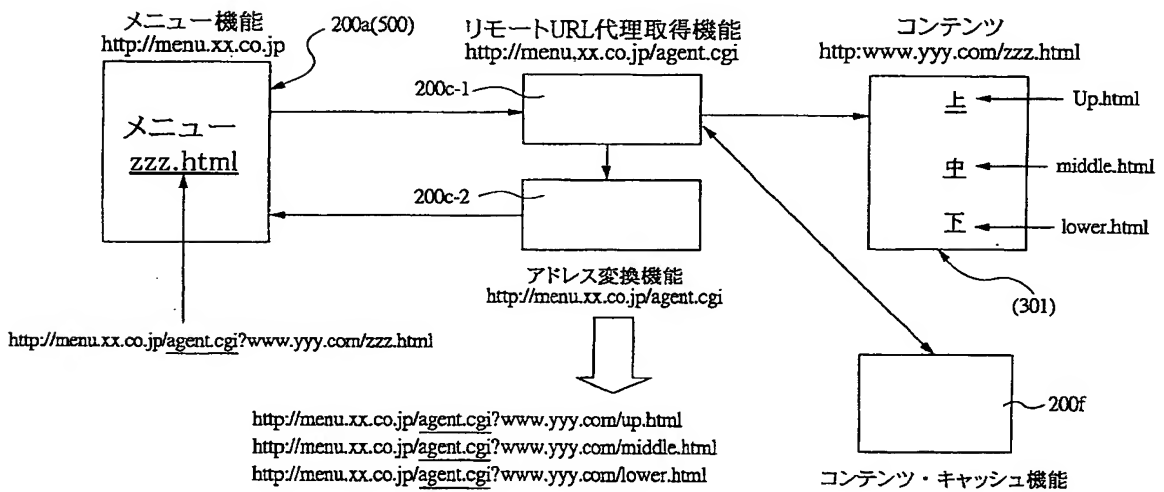 メニュー機能
http://menu.xx.co.jp
200a(500)
リモートURL代理取得機能
http://menu,xx.co.jp/agent.cgi
コンテンツ
http:www.yyy.com/zzz.html
200c-1
メニュー
zzz.html
上
Up.html
中
middle.html
下
lower.html
200c-2
アドレス変換機能
http://menu.xx.co.jp/agent.cgi
(301)
http://menu.xx.co.jp/agent.cgi?www.yyy.com/zzz.html
200f
http://menu.xx.co.jp/agent.cgi?www.yyy.com/up.html
http://menu.xx.co.jp/agent.cgi?www.yyy.com/middle.html
http://menu.xx.co.jp/agent.cgi?www.yyy.com/lower.html
コンテンツ・キャッシュ機能